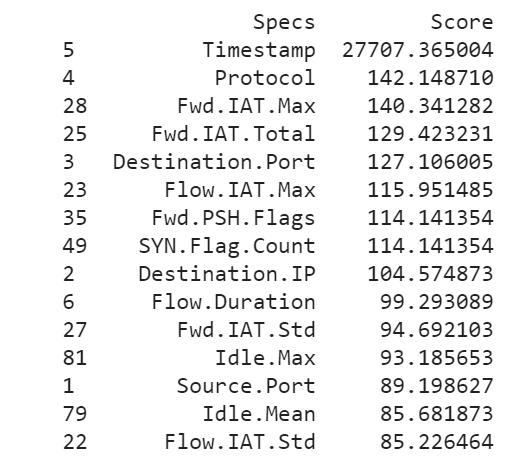 Specs Score
5 Timestamp 27707.365004
4 Protocol 142.148710
28 Fwd.IAT.Max 140.341282
25 Fwd.IAT.Total 129.423231
3 Destination.Port 127.106005
23 Flow.IAT.Max 115.951485
35 Fwd.PSH.Flags 114.141354
49 SYN.Flag.Count 114.141354
2 Destination.IP 104.574873
6 Flow.Duration 99.293089
27 Fwd.IAT.Std 94.692103
81 Idle.Max 93.185653
1 Source.Port 89.198627
79 Idle.Mean 85.681873
22 Flow.IAT.Std 85.226464